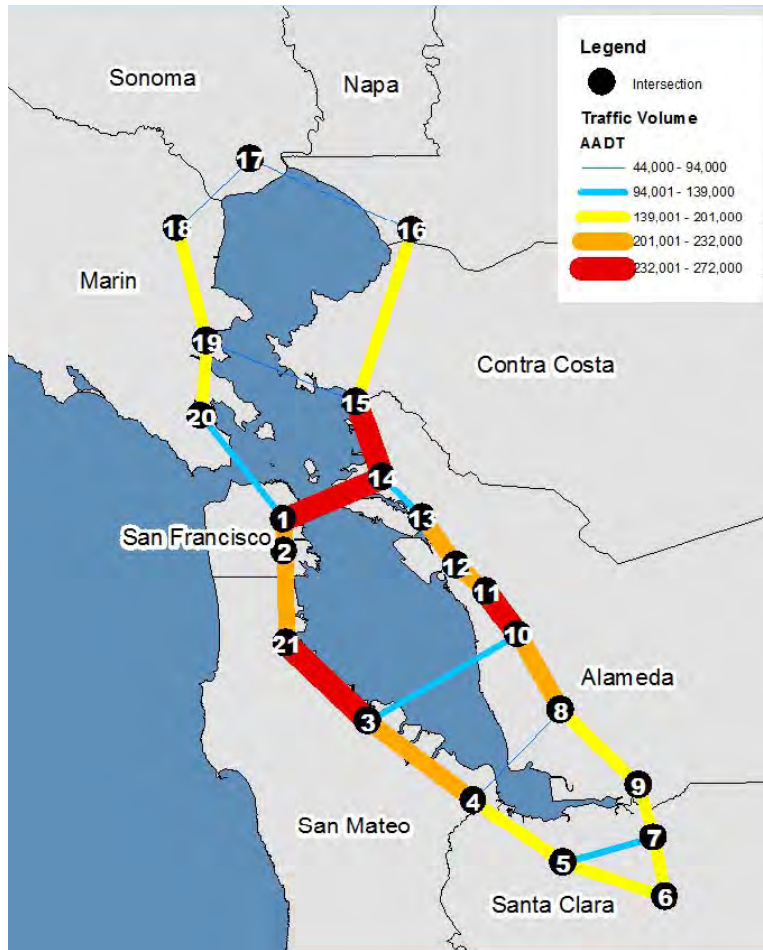 Legend
Intersection
Traffic Volume
AADT
44,000 - 94,000
94,001 - 139,000
139,001 - 201,000
201,001 - 232,000
232,001 - 272,000
Sonoma
Napa
17
18
16
Marin
19
Contra Costa
15
20
14
13
1
San Francisco
2
12
11
10
21
Alameda
8
3
9
4
San Mateo
7
5
6
Santa Clara